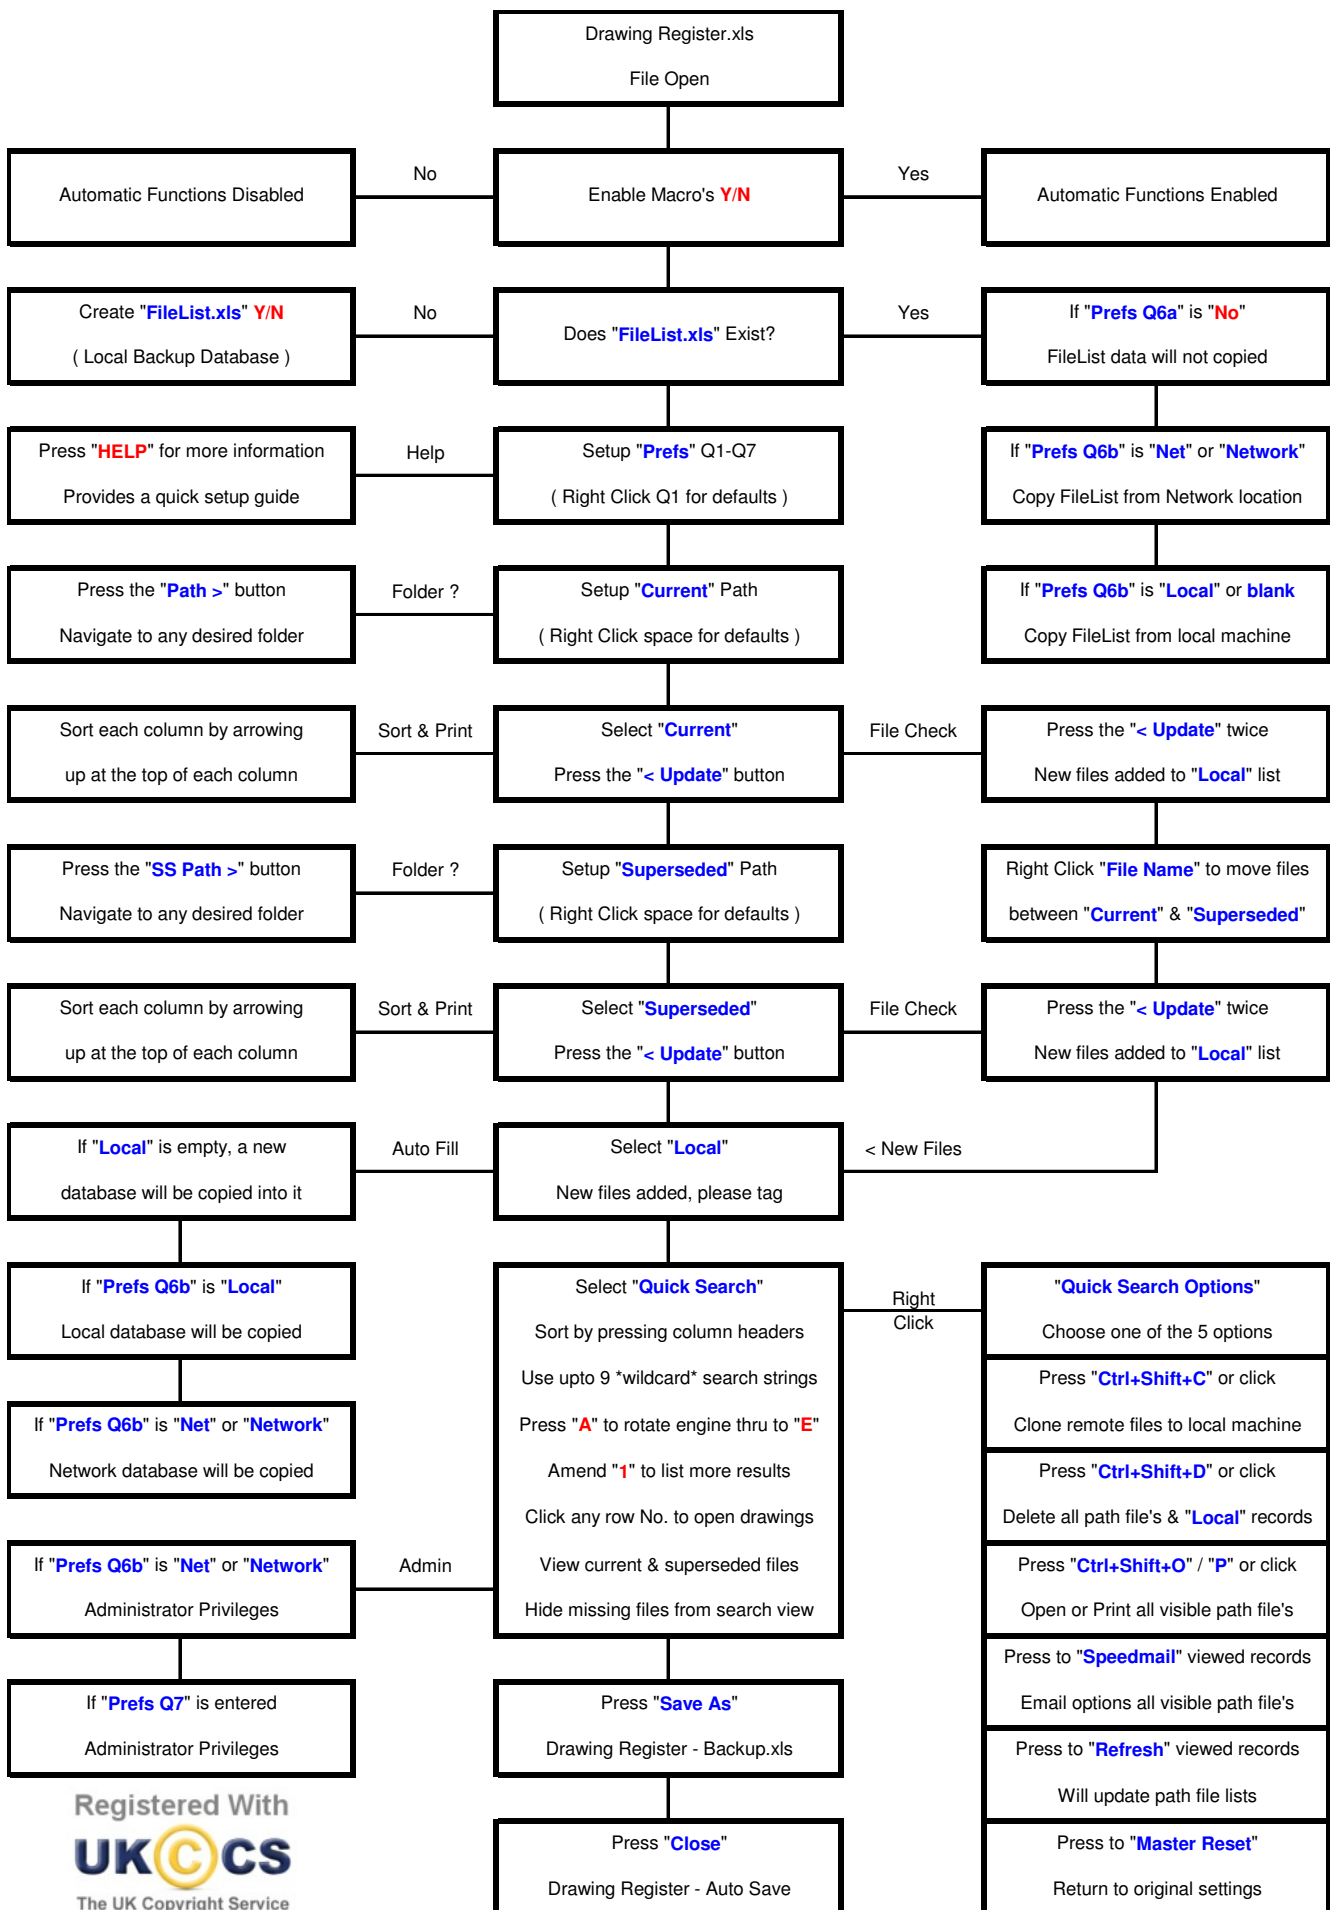 Drawing Register.xls
File Open
No
Yes
Automatic Functions Disabled
Enable Macro's Y/N
Automatic Functions Enabled
Create "FileList.xls" Y/N
( Local Backup Database )
No
Does "FileList.xls" Exist?
Yes
If "Prefs Q6a" is "No"
FileList data will not copied
Press "HELP" for more information
Provides a quick setup guide
Help
Setup "Prefs" Q1-Q7
( Right Click Q1 for defaults )
If "Prefs Q6b" is "Net" or "Network"
Copy FileList from Network location
Press the "Path >" button
Navigate to any desired folder
Folder ?
Setup "Current" Path
( Right Click space for defaults )
If "Prefs Q6b" is "Local" or blank
Copy FileList from local machine
Sort each column by arrowing
up at the top of each column
Sort & Print
Select "Current"
Press the "< Update" button
File Check
Press the "< Update" twice
New files added to "Local" list
Press the "SS Path >" button
Navigate to any desired folder
Folder ?
Setup "Superseded" Path
( Right Click space for defaults )
Right Click "File Name" to move files
between "Current" & "Superseded"
Sort each column by arrowing
up at the top of each column
Sort & Print
Select "Superseded"
Press the "< Update" button
File Check
Press the "< Update" twice
New files added to "Local" list
If "Local" is empty, a new
database will be copied into it
Auto Fill
Select "Local"
New files added, please tag
< New Files
If "Prefs Q6b" is "Local"
Local database will be copied
If "Prefs Q6b" is "Net" or "Network"
Network database will be copied
If "Prefs Q6b" is "Net" or "Network"
Administrator Privileges
Admin
If "Prefs Q7" is entered
Administrator Privileges
Select "Quick Search"
Sort by pressing column headers
Use upto 9 *wildcard* search strings
Press "A" to rotate engine thru to "E"
Amend "1" to list more results
Click any row No. to open drawings
View current & superseded files
Hide missing files from search view
Right
Click
"Quick Search Options"
Choose one of the 5 options
Press "Ctrl+Shift+C" or click
Clone remote files to local machine
Press "Ctrl+Shift+D" or click
Delete all path file's & "Local" records
Press "Ctrl+Shift+O" / "P" or click
Open or Print all visible path file's
Press to "Speedmail" viewed records
Email options all visible path file's
Press to "Refresh" viewed records
Will update path file lists
Press to "Master Reset"
Return to original settings
Press "Save As"
Drawing Register - Backup.xls
Press "Close"
Drawing Register - Auto Save
Registered With
UK©CS
The UK Copyright Service